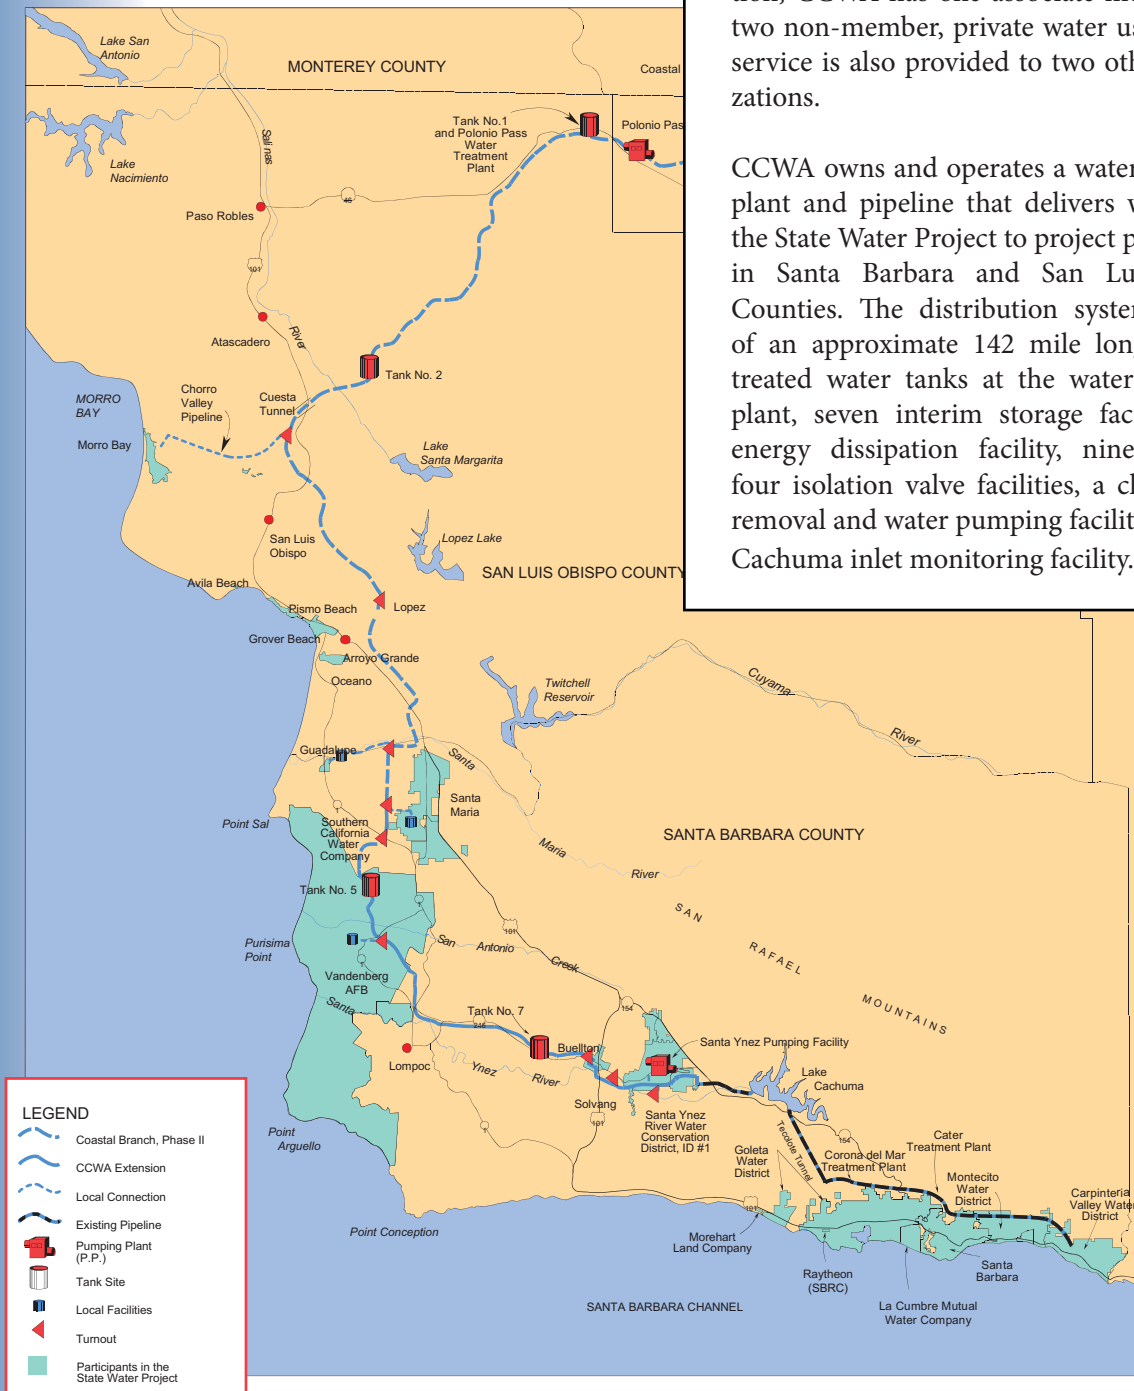 tion, CCWA has one associate
two non-member, private water
service is also provided to two
zations.
CCWA owns and operates a water
plant and pipeline that delivers
the State Water Project to project
in Santa Barbara and San
Counties. The distribution
of an approximate 142 mile
treated water tanks at the water
plant, seven interim storage
energy dissipation facility, nine
four isolation valve facilities, a
removal and water pumping
Cachuma inlet monitoring facility.
Lake San
Antonio
MONTEREY COUNTY
Coastal
Tank No.1
and Polonio Pass
Water
Treatment
Plant
Polonio Pas
Salinas
Lake
Nacimiento
46
Paso Robles
101
River
Atascadero
Tank No. 2
Chorro
Valley
Pipeline
Cuesta
Tunnel
MORRO
BAY
Morro Bay
Lake
Santa Margarita
San Luis
Obispo
Lopez Lake
SAN LUIS OBISPO COUNTY
Avila Beach
Pismo Beach
Lopez
Grover Beach
Arroyo Grande
Oceano
Twitchell
Reservoir
Cuyama
River
Guadalupe
Santa
Maria
River
Santa
Maria
1
Point Sal
Southern
California
Water
Company
SANTA BARBARA COUNTY
Tank No. 5
1
SAN
RAFAEL
MOUNTAINS
101
San
Antonio
Creek
Purisima
Point
1
Vandenberg
AFB
Santa
Ynez
River
154
Tank No. 7
246
Buellton
Santa Ynez Pumping Facility
Lompoc
Lake
Cachuma
Solvang
101
Santa Ynez
River Water
Conservation
District, ID #1
1
Point
Arguello
Tecolote Tunnel
154
Goleta
Water
District
Corona del Mar
Treatment Plant
Cater
Treatment Plant
Montecito
Water
District
Carpinteria
Valley Water
District
101
Point Conception
Morehart
Land Company
Raytheon
(SBRC)
Santa
Barbara
La Cumbre Mutual
Water Company
SANTA BARBARA CHANNEL
LEGEND
Coastal Branch, Phase II
CCWA Extension
Local Connection
Existing Pipeline
Pumping Plant
(P.P.)
Tank Site
Local Facilities
Turnout
Participants in the
State Water Project